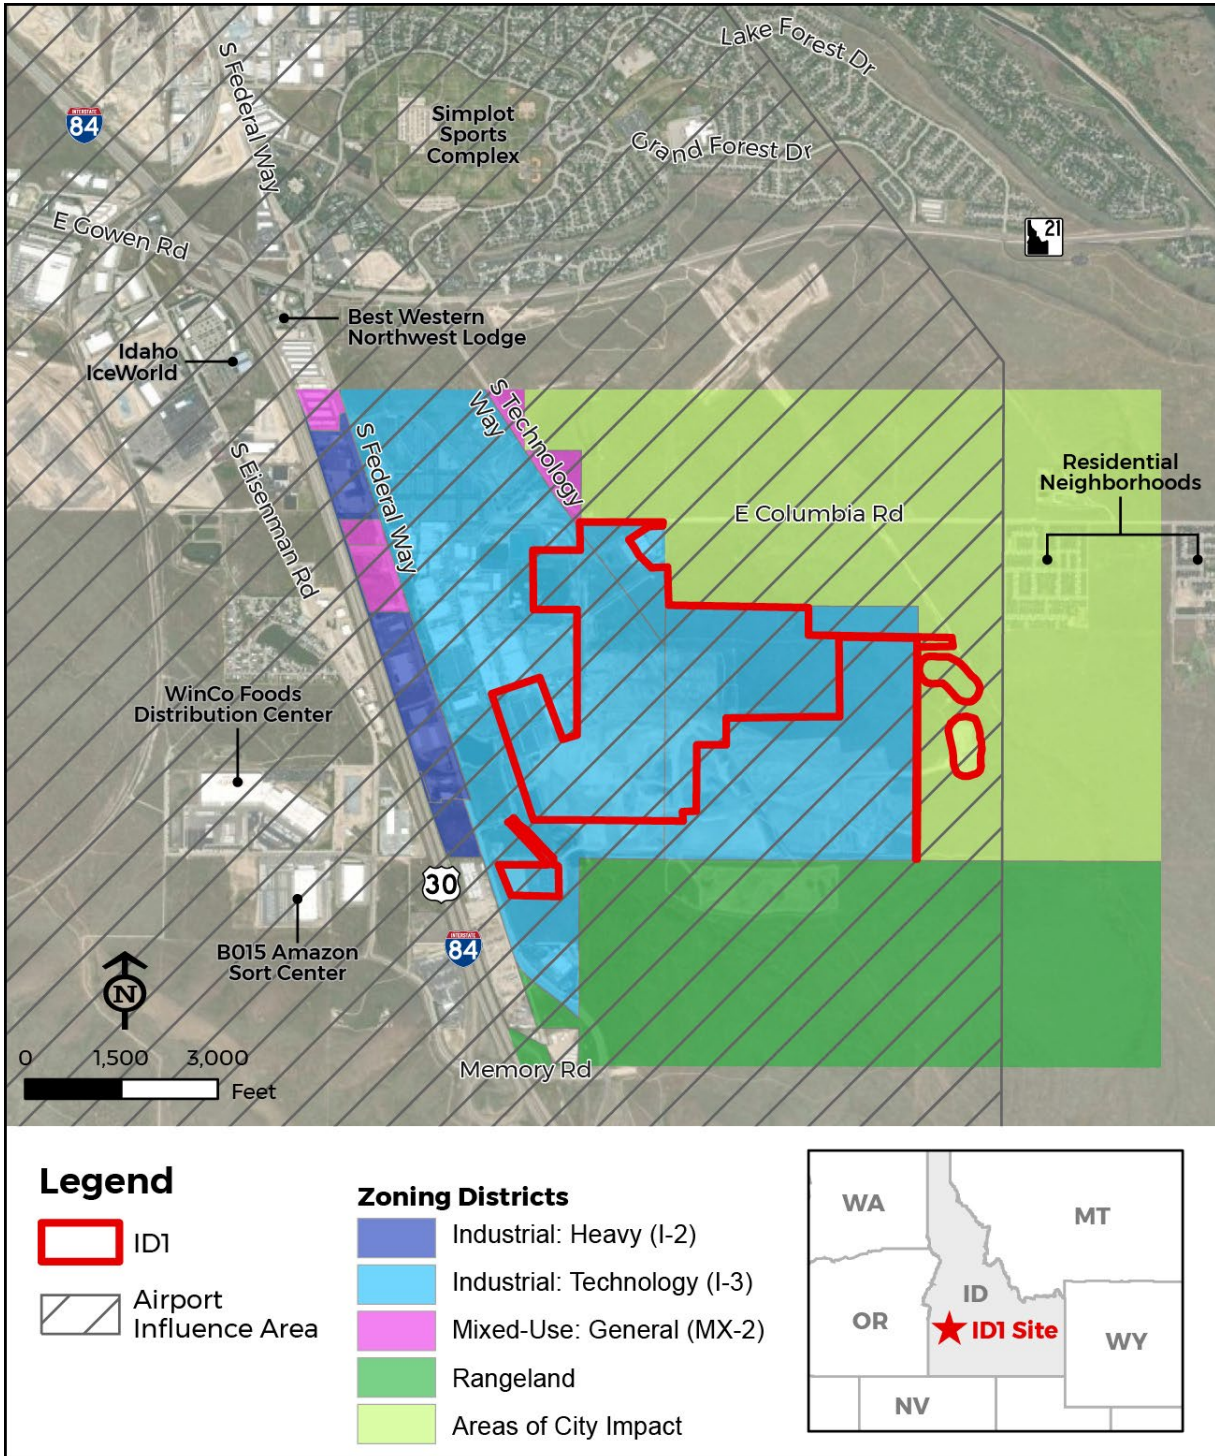 Lake Forest Dr
S Federal Way
INTERSTATE
84
Simplot
Sports
Complex
Grand Forest Dr
E Gowen Rd
21
Best Western
Northwest Lodge
Idaho
IceWorld
S Technology
Way
S Federal Way
S Eisenman Rd
Residential
Neighborhoods
E Columbia Rd
WinCo Foods
Distribution Center
30
INTERSTATE
84
B015 Amazon
Sort Center
N
0 1,500 3,000
Feet
Memory Rd
Legend
ID1
Airport
Influence Area
Zoning Districts
Industrial: Heavy (I-2)
Industrial: Technology (I-3)
Mixed-Use: General (MX-2)
Rangeland
Areas of City Impact
WA
MT
ID
OR
ID1 Site
WY
NV